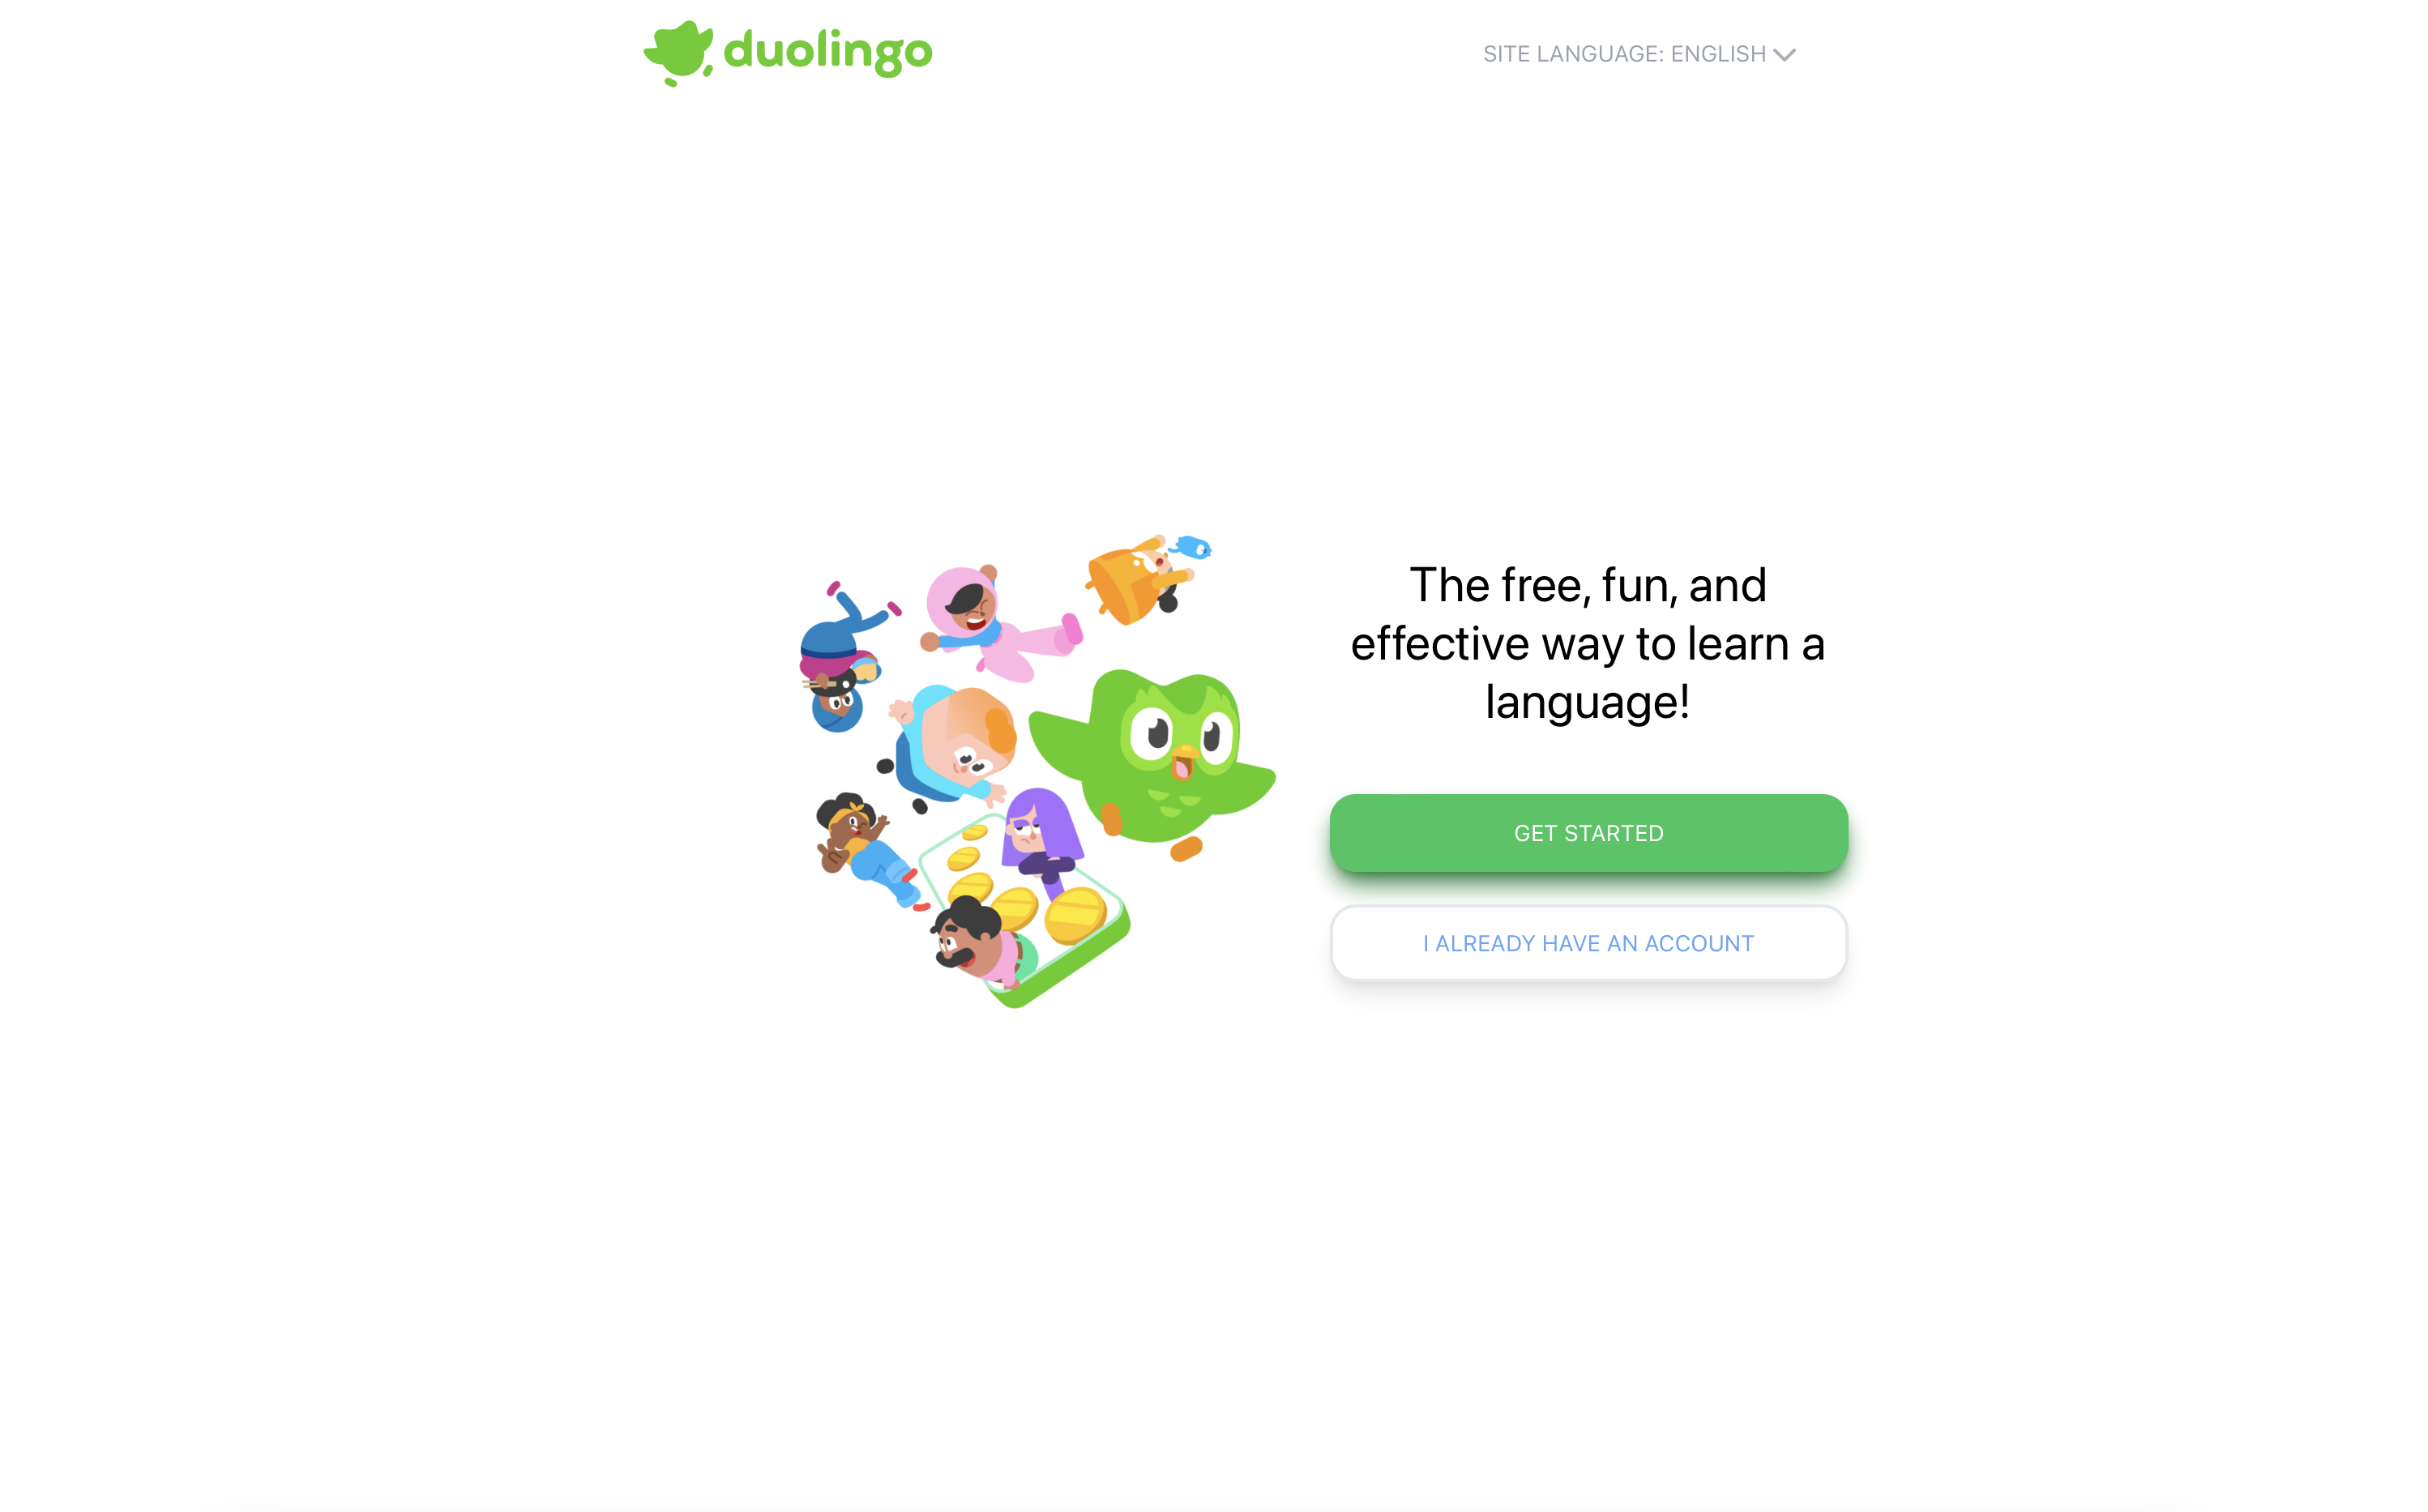 duolingo
SITE LANGUAGE: ENGLISH
The free, fun, and
effective way to learn a
language!
GET STARTED
I ALREADY HAVE AN ACCOUNT